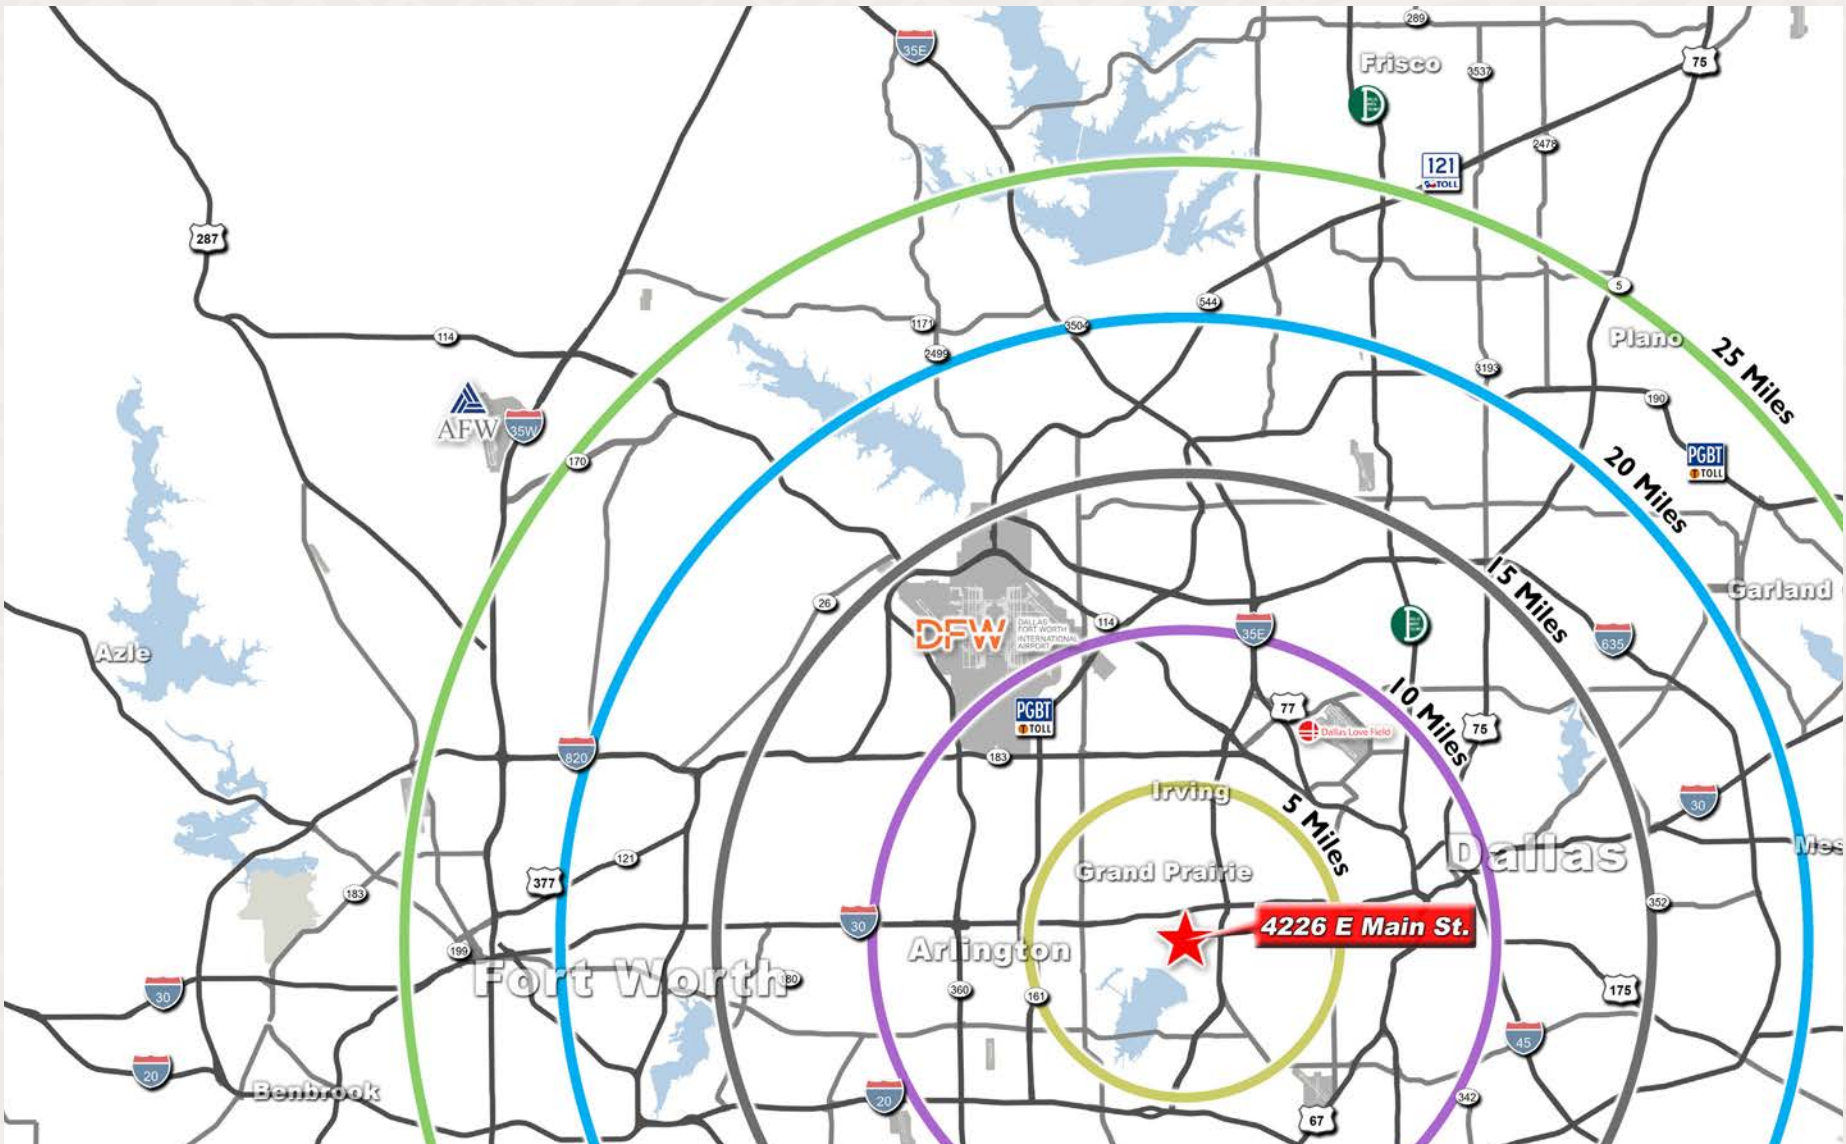 289
35E
Frisco
75
3537
2478
121
TOLL
287
5
544
1171
3504
114
Plano
2499
25 Miles
3193
190
AFW
35W
170
20 Miles
PGBT
TOLL
15 Miles
Garland
26
114
35E
DFW
DALLAS
FORT WORTH
INTERNATIONAL
AIRPORT
635
Azle
10 Miles
PGBT
TOLL
77
75
Dallas Love Field
820
183
Irving
5 Miles
30
Dallas
Mes
121
Grand Prairie
377
183
352
30
4226 E Main St.
199
Arlington
Fort Worth
80
360
161
175
30
45
20
Benbrook
20
342
67